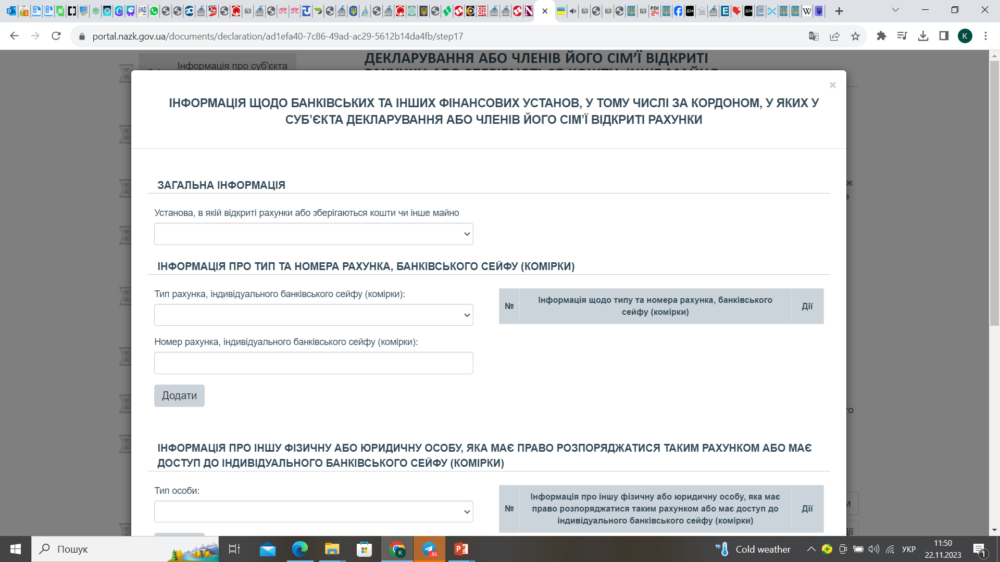 portal.nazk.gov.ua/documents/declaration/ad1efa40-7c86-49ad-ac29-5612b14da4fb/step17
K
Інформація про суб'єкта
ДЕКЛАРУВАННЯ АБО ЧЛЕНІВ ЙОГО СІМ’Ї ВІДКРИТІ
×
ІНФОРМАЦІЯ ЩОДО БАНКІВСЬКИХ ТА ІНШИХ ФІНАНСОВИХ УСТАНОВ, У ТОМУ ЧИСЛІ ЗА КОРДОНОМ, У ЯКИХ У
СУБ’ЄКТА ДЕКЛАРУВАННЯ АБО ЧЛЕНІВ ЙОГО СІМ’Ї ВІДКРИТІ РАХУНКИ
ЗАГАЛЬНА ІНФОРМАЦІЯ
Установа, в якій відкриті рахунки або зберігаються кошти чи інше майно
ІНФОРМАЦІЯ ПРО ТИП ТА НОМЕРА РАХУНКА, БАНКІВСЬКОГО СЕЙФУ (КОМІРКИ)
Тип рахунка, індивідуального банківського сейфу (комірки):
№
Інформація щодо типу та номера рахунка, банківського
сейфу (комірки)
Дії
Номер рахунка, індивідуального банківського сейфу (комірки):
Додати
ІНФОРМАЦІЯ ПРО ІНШУ ФІЗИЧНУ АБО ЮРИДИЧНУ ОСОБУ, ЯКА МАЄ ПРАВО РОЗПОРЯДЖАТИСЯ ТАКИМ РАХУНКОМ АБО МАЄ
ДОСТУП ДО ІНДИВІДУАЛЬНОГО БАНКІВСЬКОГО СЕЙФУ (КОМІРКИ)
Тип особи:
№
Інформація про іншу фізичну або юридичну особу, яка має
право розпоряджатися таким рахунком або має доступ до
індивідуального банківського сейфу (комірки)
Дії
Пошук
Cold weather
УКР
11:50
22.11.2023
1